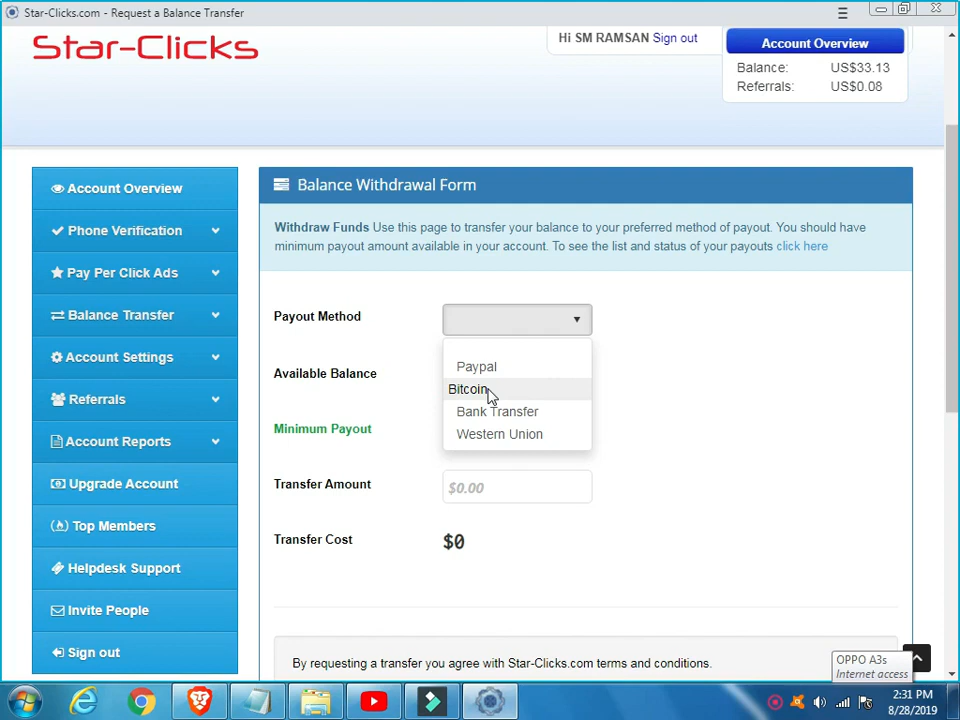 Star-Clicks.com - Request a Balance Transfer
Star-Clicks
Hi SM RAMSAN Sign out
Account Overview
Balance: US$33.13
Referrals: US$0.08
Account Overview
Phone Verification
Pay Per Click Ads
Balance Transfer
Account Settings
Referrals
Account Reports
Upgrade Account
Top Members
Helpdesk Support
Invite People
Sign out
Balance Withdrawal Form
Withdraw Funds Use this page to transfer your balance to your preferred method of payout. You should have
minimum payout amount available in your account. To see the list and status of your payouts click here
Payout Method
Paypal
Bitcoin
Bank Transfer
Western Union
Available Balance
Minimum Payout
Transfer Amount
$0.00
Transfer Cost
$0
By requesting a transfer you agree with Star-Clicks.com terms and conditions.
OPPO A3s
Internet access
2:31 PM
8/28/2019